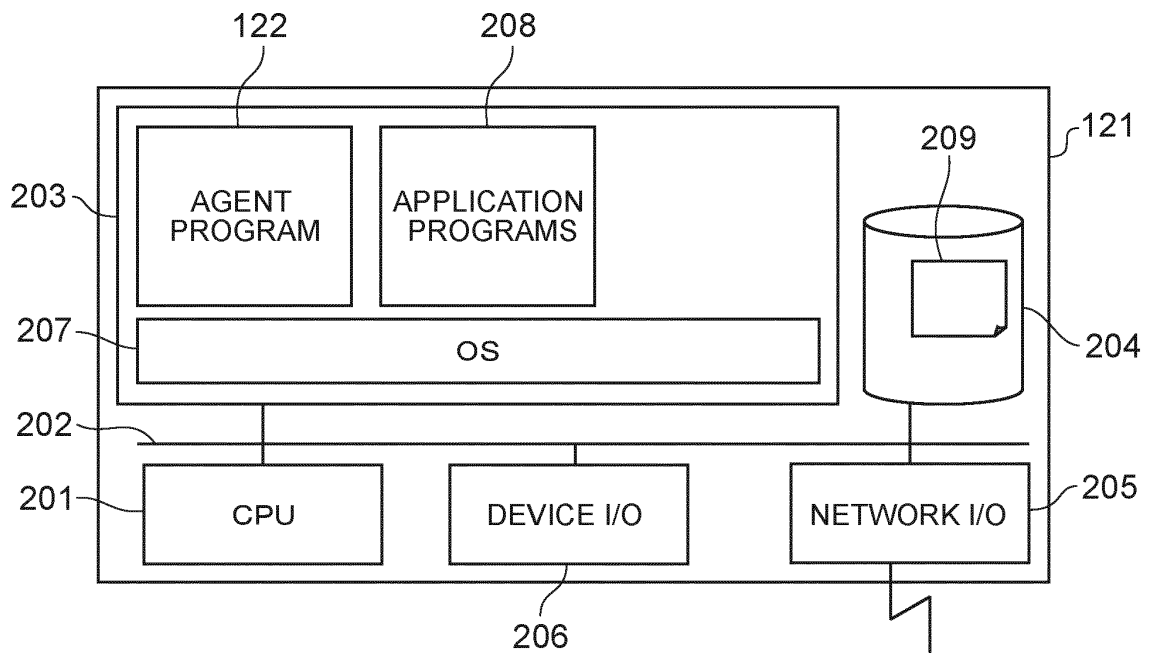 122
208
121
209
203
AGENT
PROGRAM
APPLICATION
PROGRAMS
207
OS
204
202
201
CPU
DEVICE I/O
NETWORK I/O
205
206